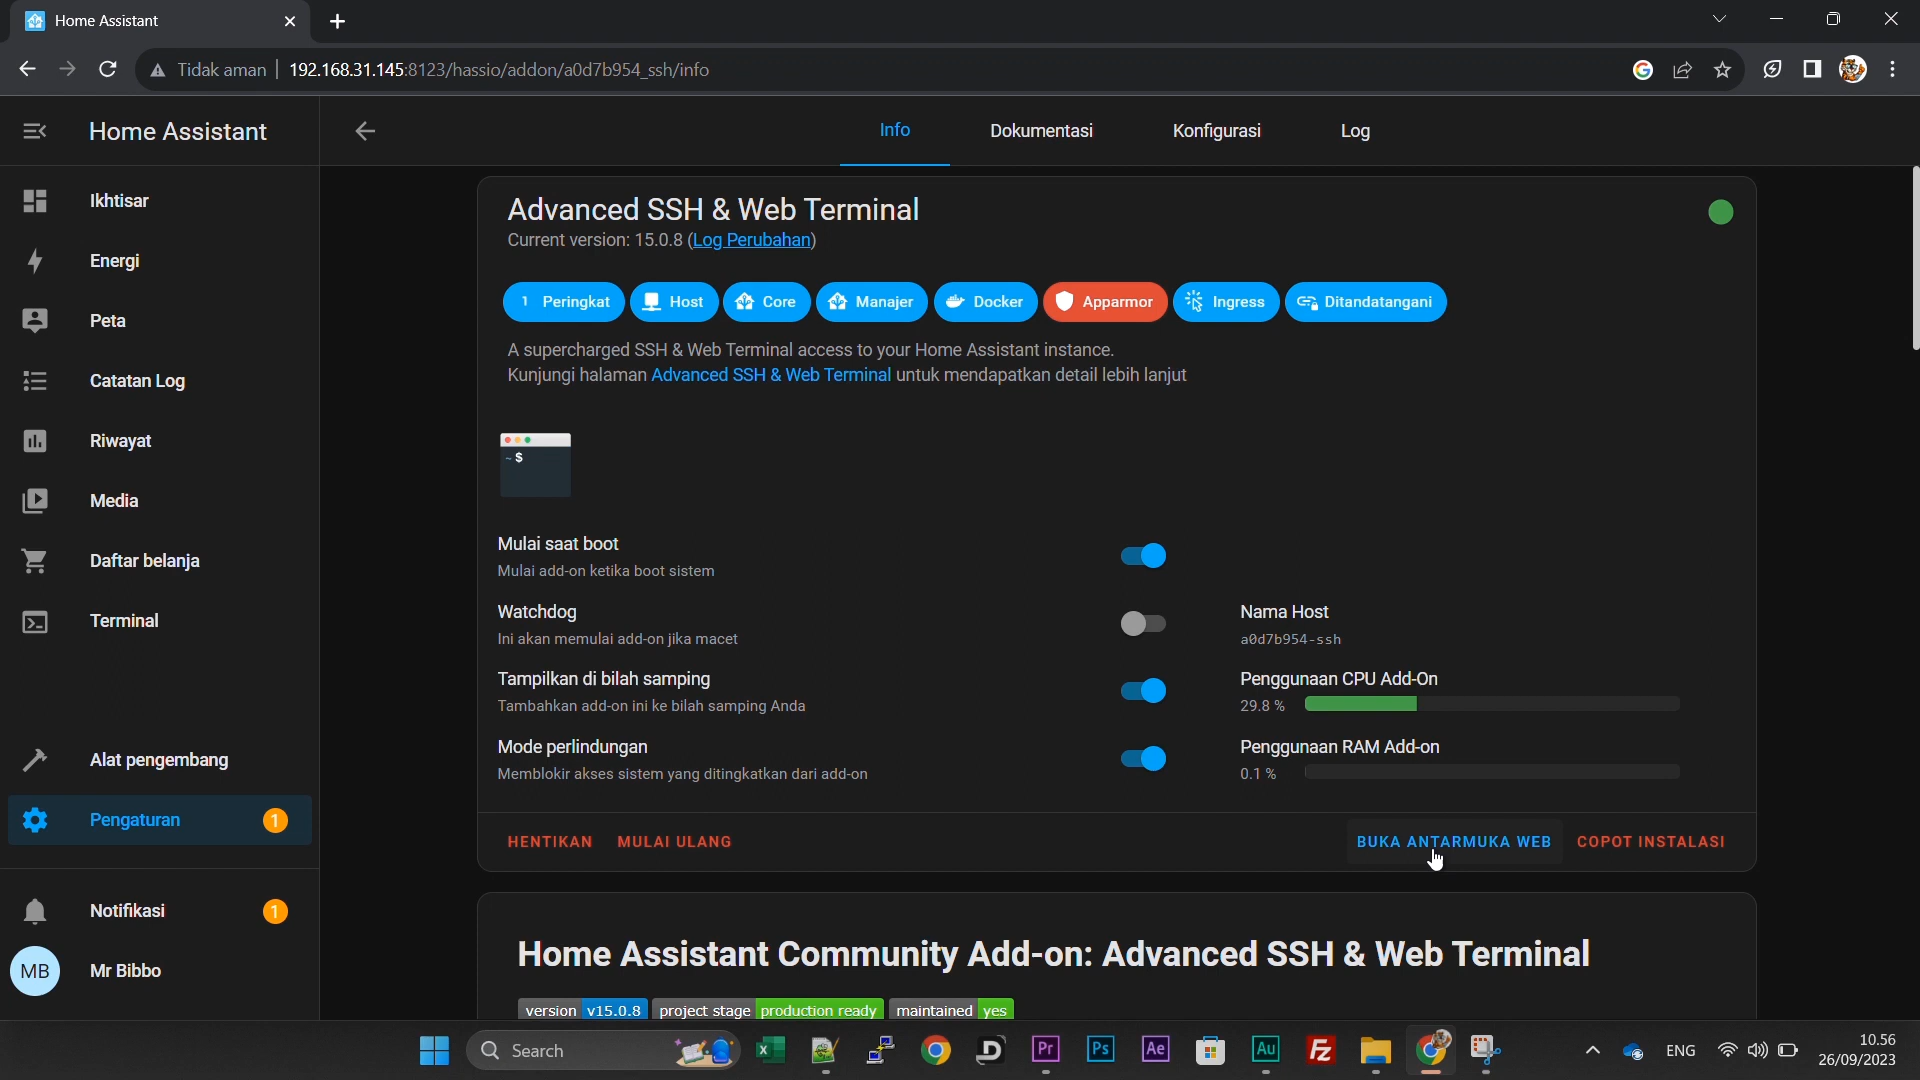 Home Assistant
Tidak aman
192.168.31.145:8123/hassio/addon/a0d7b954_ssh/info
Home Assistant
Info
Dokumentasi
Konfigurasi
Log
Ikhtisar
Energi
Peta
Catatan Log
Riwayat
Media
Daftar belanja
Terminal
Alat pengembang
Pengaturan
1
Notifikasi
1
MB
Mr Bibbo
Advanced SSH & Web Terminal
Current version: 15.0.8 (Log Perubahan)
1 Peringkat
Host
Core
Manajer
Docker
Apparmor
Ingress
Ditandatangani
A supercharged SSH & Web Terminal access to your Home Assistant instance.
Kunjungi halaman Advanced SSH & Web Terminal untuk mendapatkan detail lebih lanjut
~ $
Mulai saat boot
Mulai add-on ketika boot sistem
Watchdog
Ini akan memulai add-on jika macet
Tampilkan di bilah samping
Tambahkan add-on ini ke bilah samping Anda
Mode perlindungan
Memblokir akses sistem yang ditingkatkan dari add-on
Nama Host
a0d7b954-ssh
Penggunaan CPU Add-On
29.8 %
Penggunaan RAM Add-on
0.1 %
HENTIKAN
MULAI ULANG
BUKA ANTARMUKA WEB
COPOT INSTALASI
Home Assistant Community Add-on: Advanced SSH & Web Terminal
version v15.0.8
project stage production ready
maintained yes
Search
Pr
Ps
Ae
Au
Fz
ENG
10.56
26/09/2023